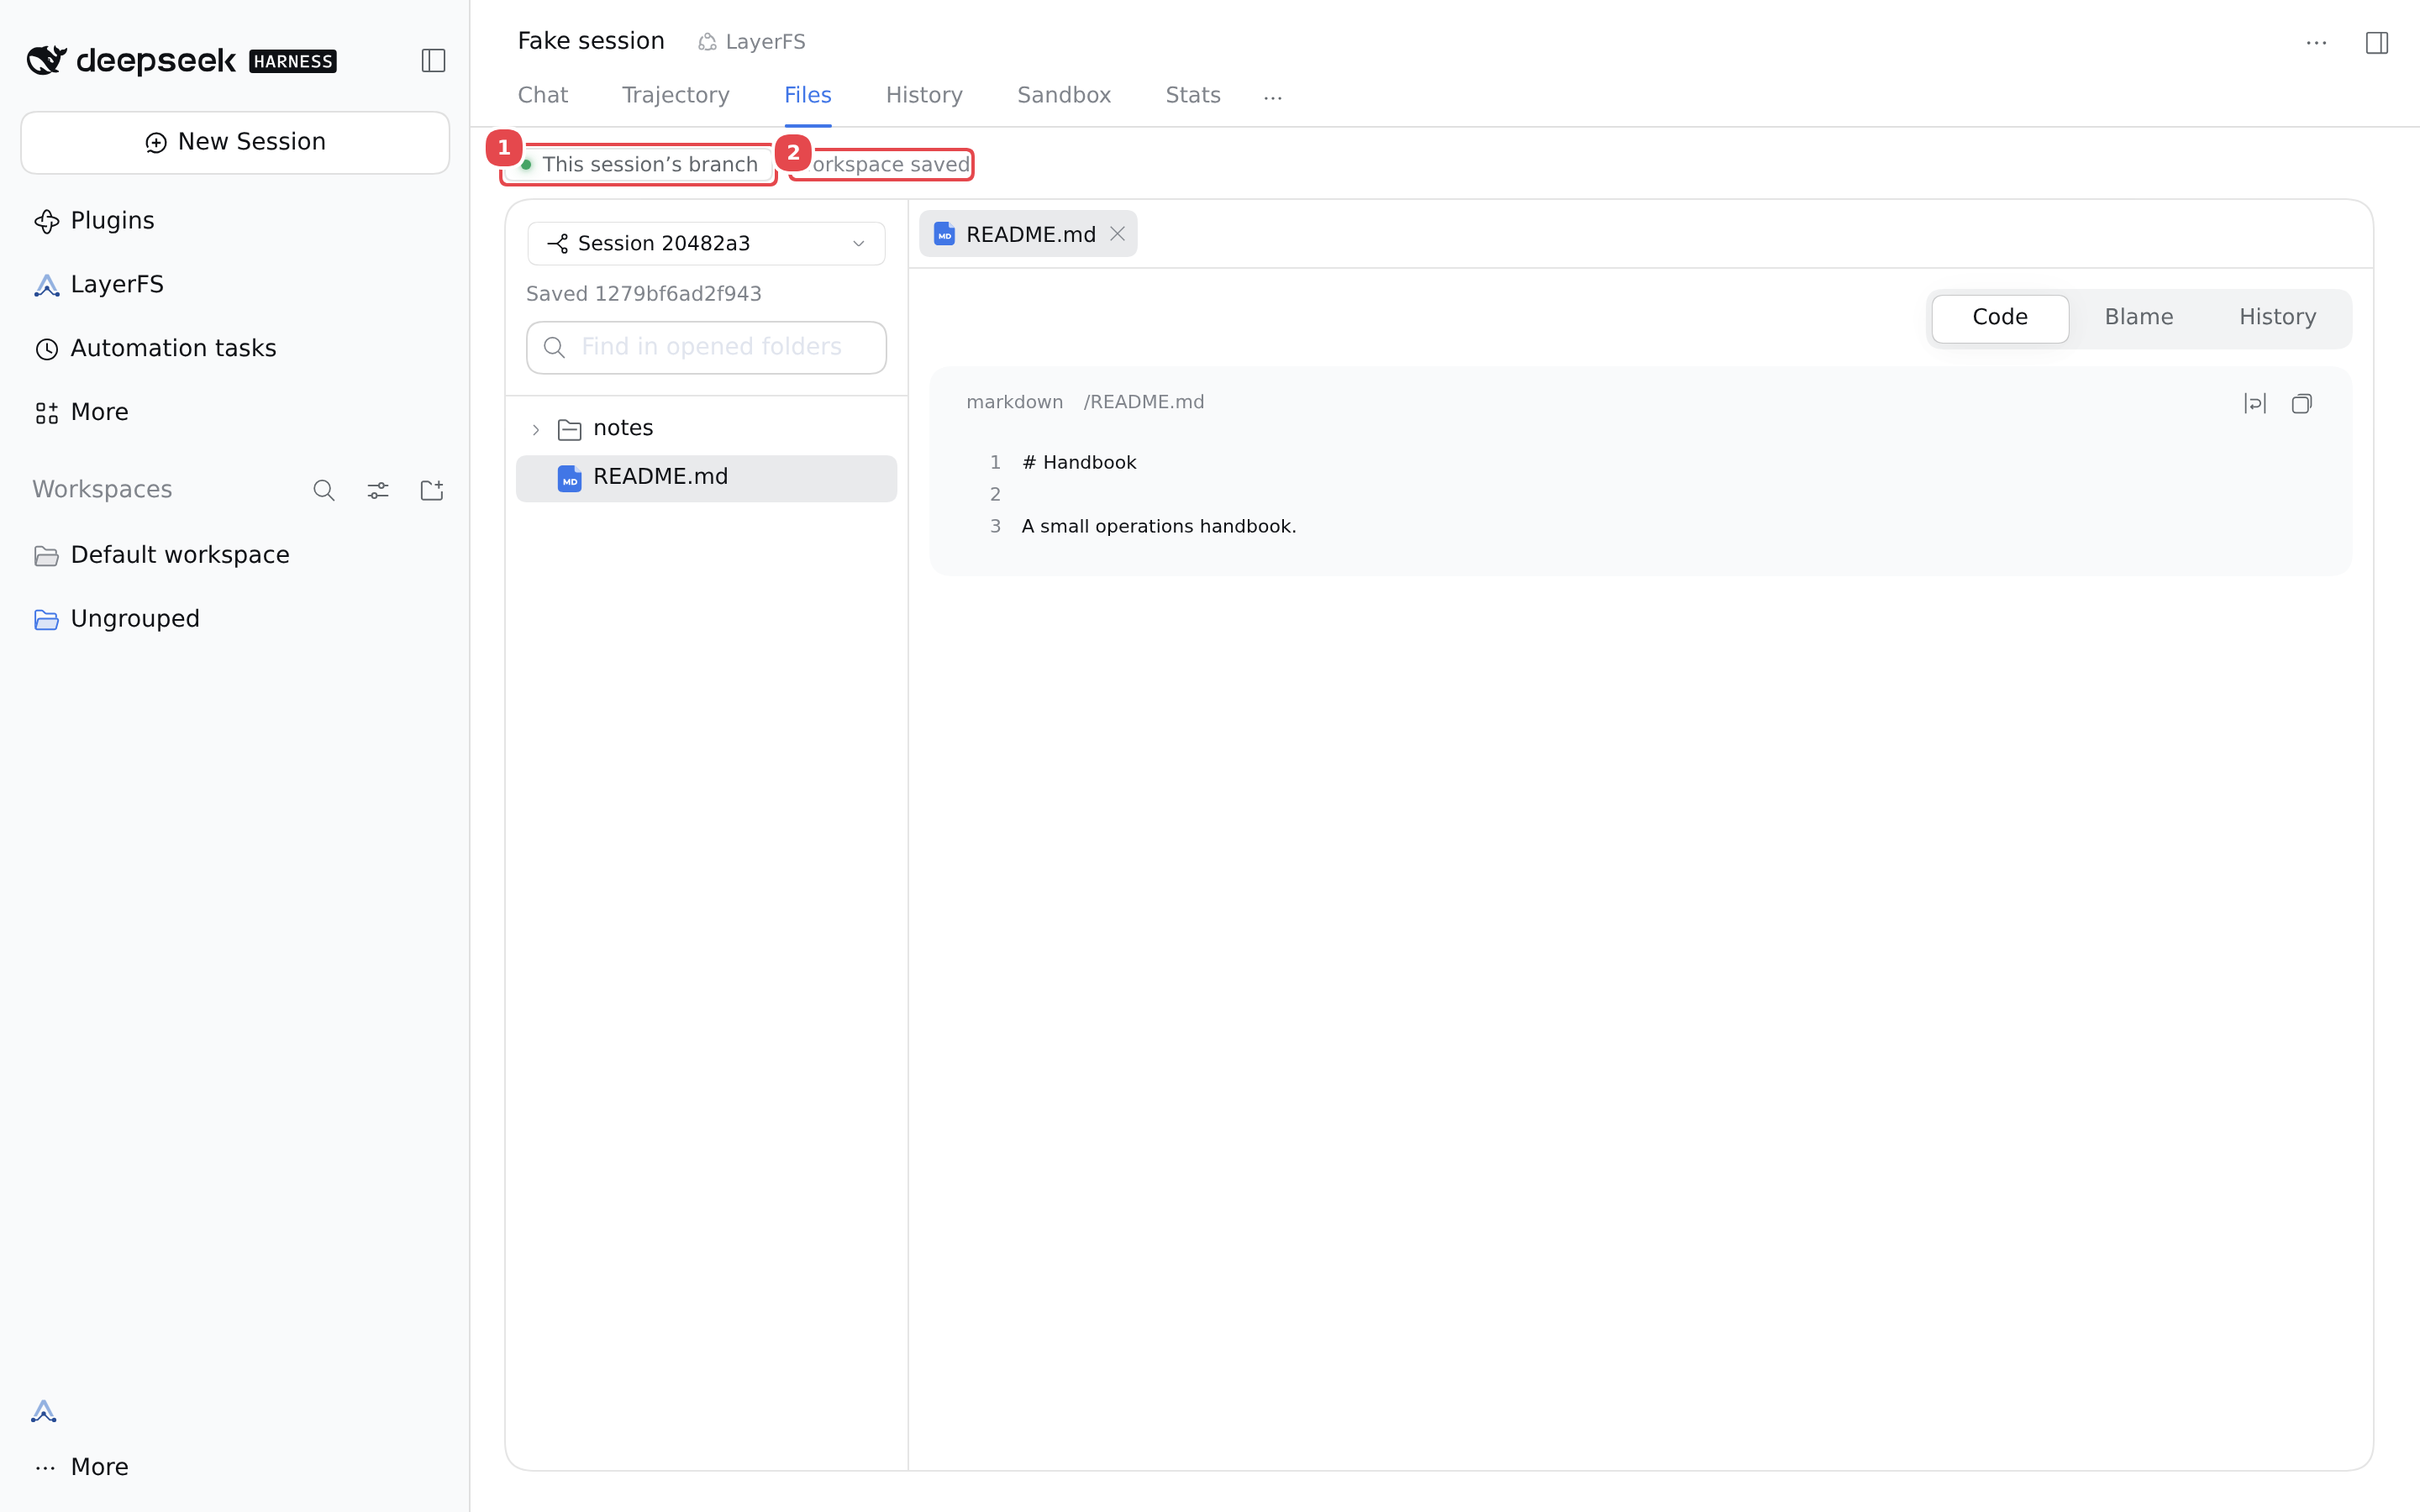 deepseek HARNESS
New Session
Plugins
LayerFS
Automation tasks
More
Workspaces
Default workspace
Ungrouped
More
Fake session LayerFS
Chat Trajectory Files History Sandbox Stats ...
1 This session’s branch 2 orkspace saved
Session 20482a3
Saved 1279bf6ad2f943
Find in opened folders
notes
MD README.md
MD README.md
Code Blame History
markdown /README.md
1 # Handbook
2
3 A small operations handbook.